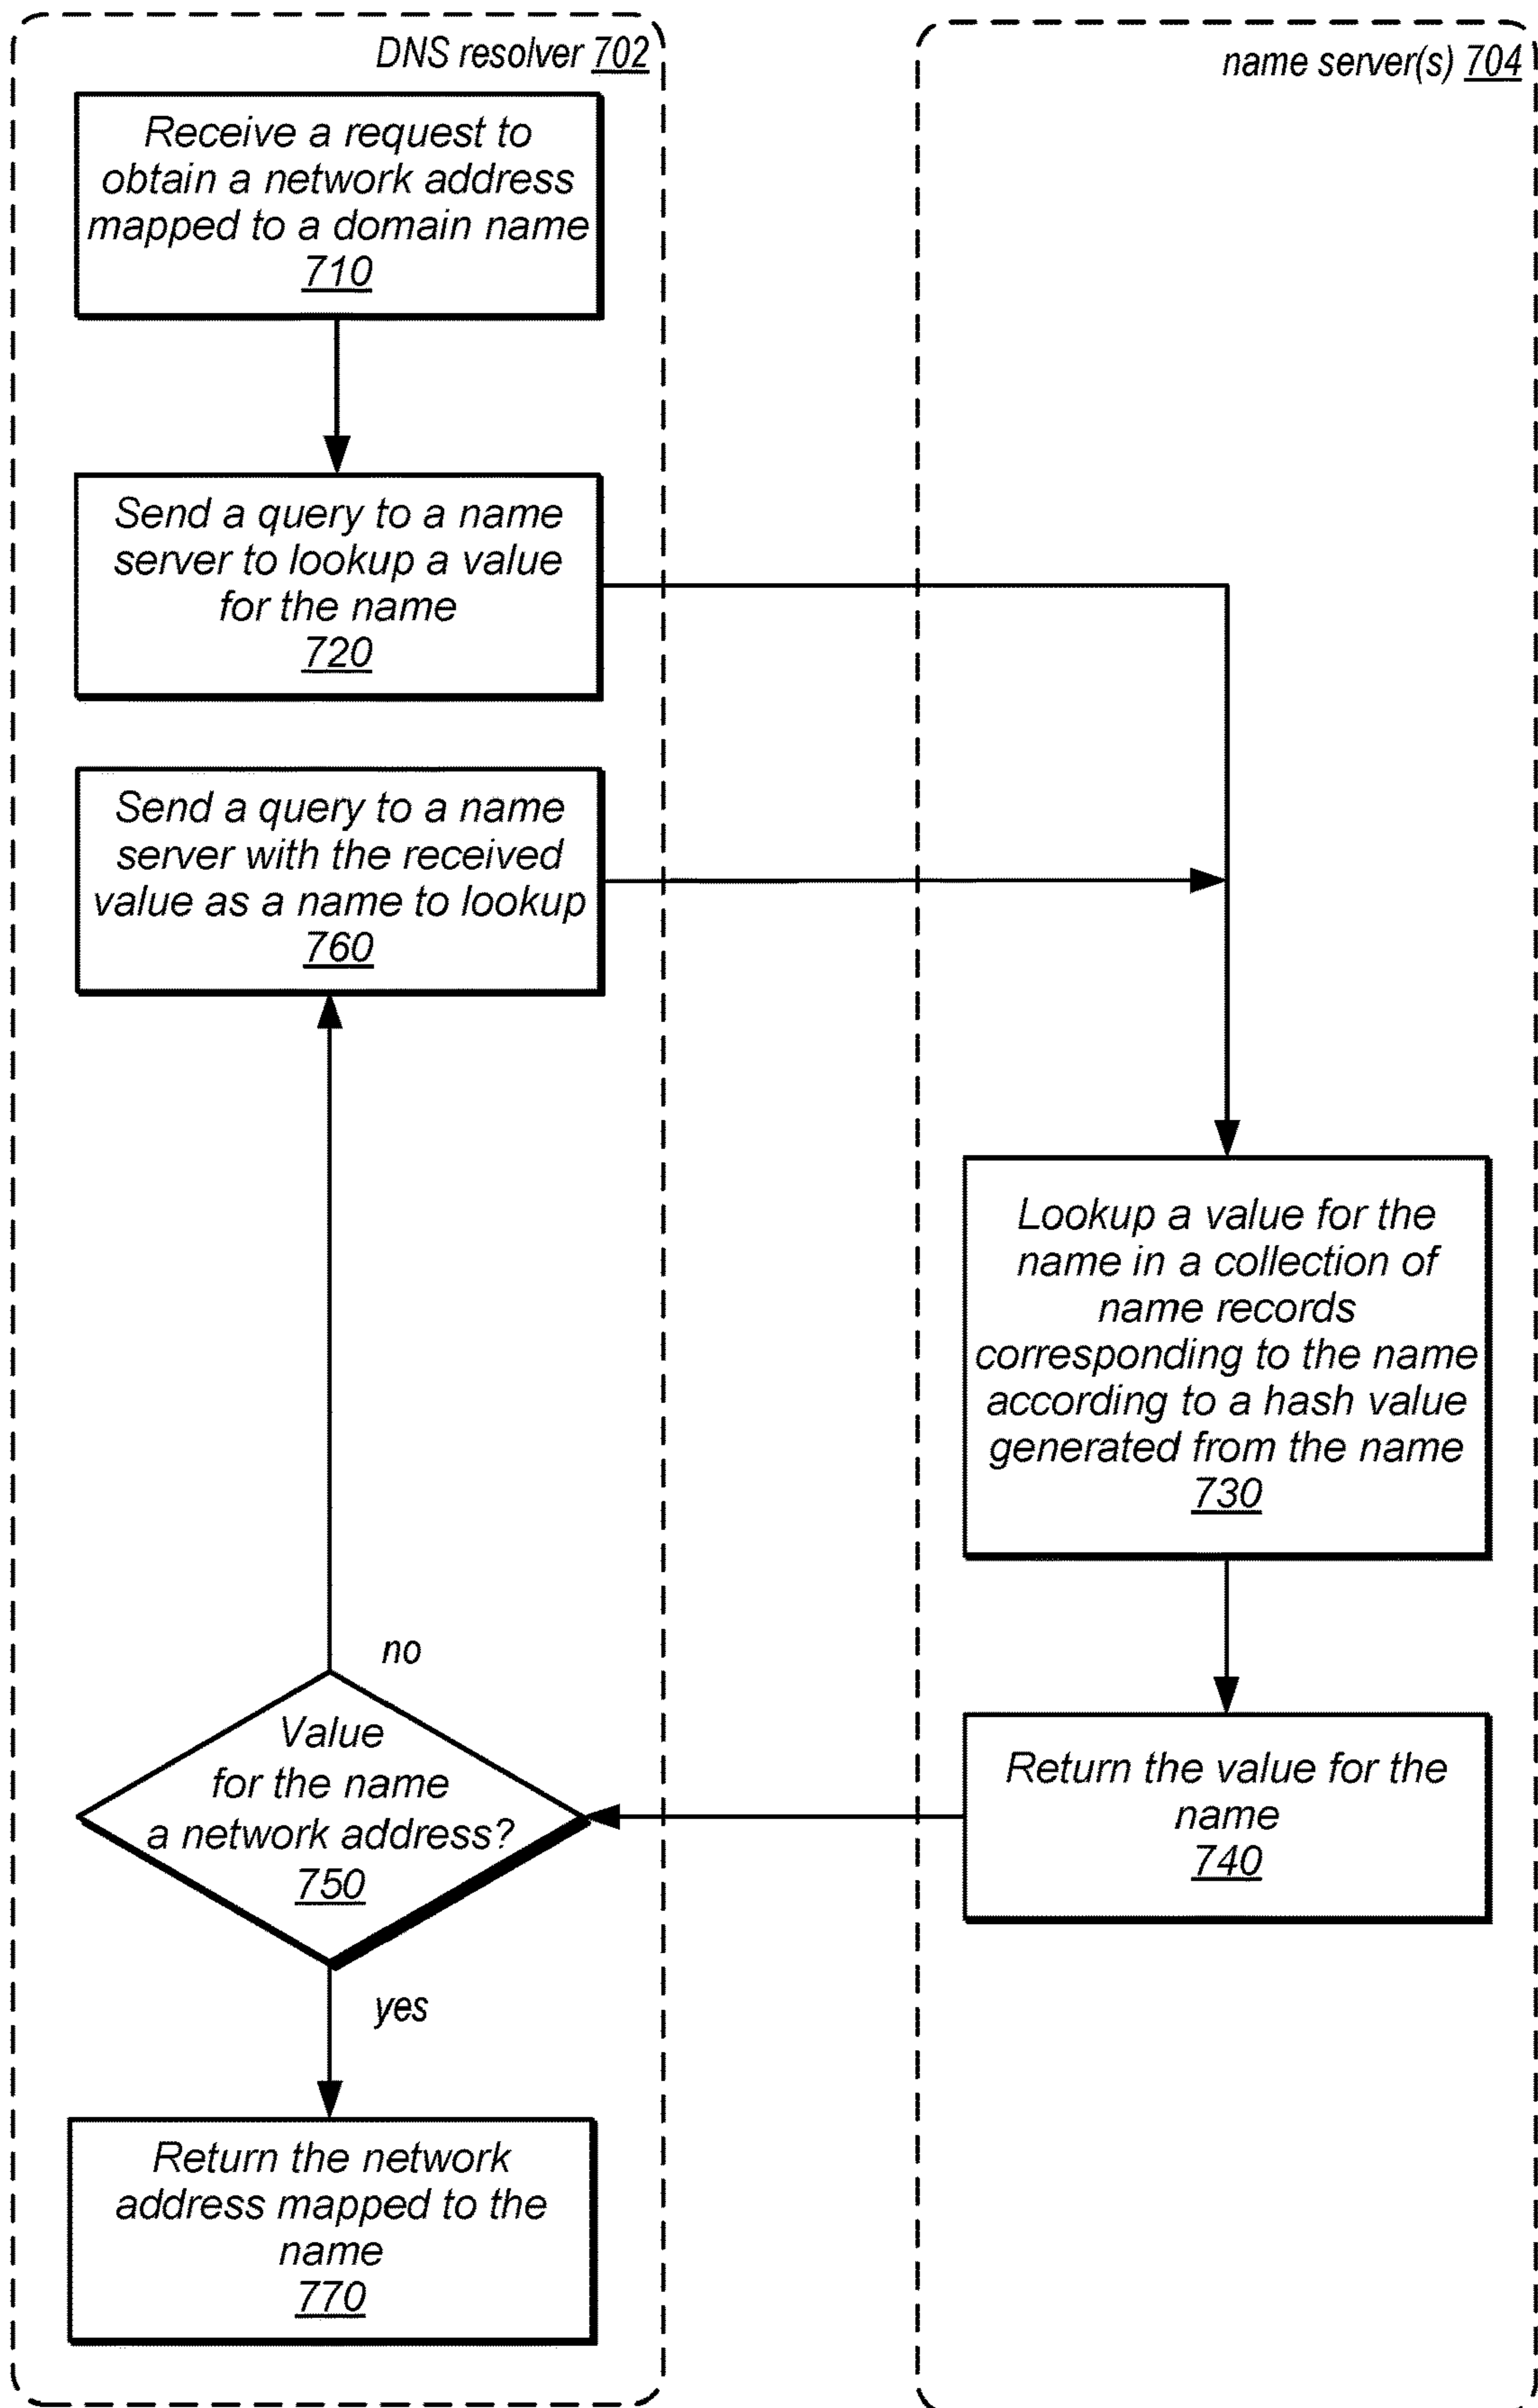 DNS resolver 702
name server(s) 704
Receive a request to
obtain a network address
mapped to a domain name
710
Send a query to a name
server to lookup a value
for the name
720
Send a query to a name
server with the received
value as a name to lookup
760
Lookup a value for the
name in a collection of
name records
corresponding to the name
according to a hash value
generated from the name
730
no
Value
for the name
a network address?
750
Return the value for the
name
740
yes
Return the network
address mapped to the
name
770